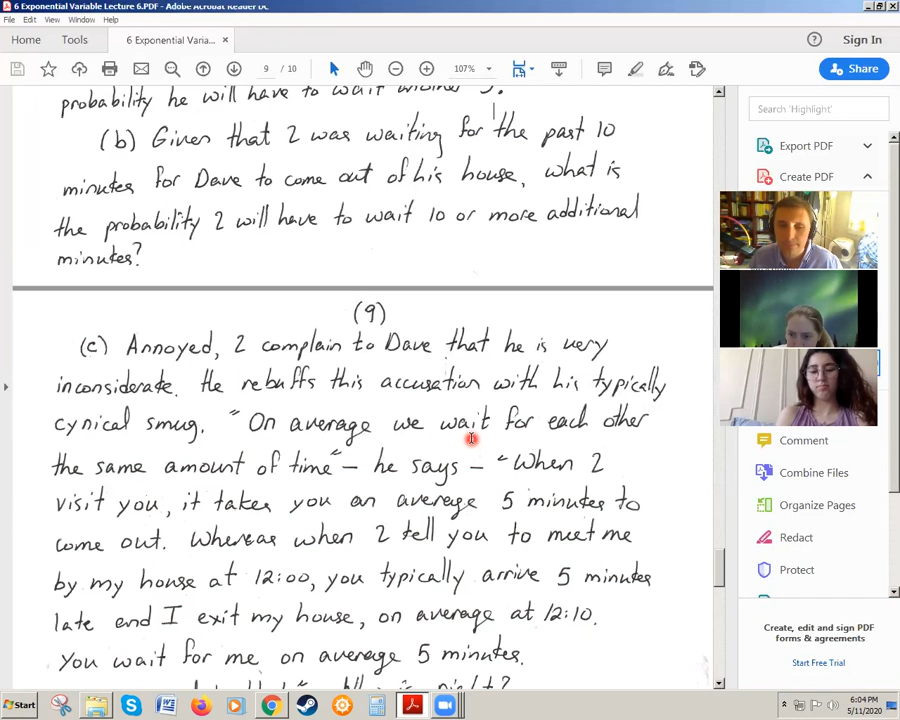 6 Exponential Variable Lecture 6.PDF - Adobe Acrobat Reader DC
File Edit View Window Help
Home Tools 6 Exponential Varia... × Sign In
9 / 10 107% Share
probability he will have to wait another 5.
(b) Given that 2 was waiting for the past 10
minutes for Dave to come out of his house, what is
the probability 2 will have to wait 10 or more additional
minutes?
(9)
(c) Annoyed, 2 complain to Dave that he is very
inconsiderate. He rebuffs this accusation with his typically
cynical smug. "On average we wait for each other
the same amount of time" – he says – "When 2
visit you, it takes you on average 5 minutes to
come out. Whereas when 2 tell you to meet me
by my house at 12:00, you typically arrive 5 minutes
late and I exit my house, on average at 12:10.
You wait for me on average 5 minutes.
Search 'Highlight'
Export PDF
Create PDF
Comment
Combine Files
Organize Pages
Redact
Protect
Create, edit and sign PDF
forms & agreements
Start Free Trial
Start
6:04 PM
5/11/2020